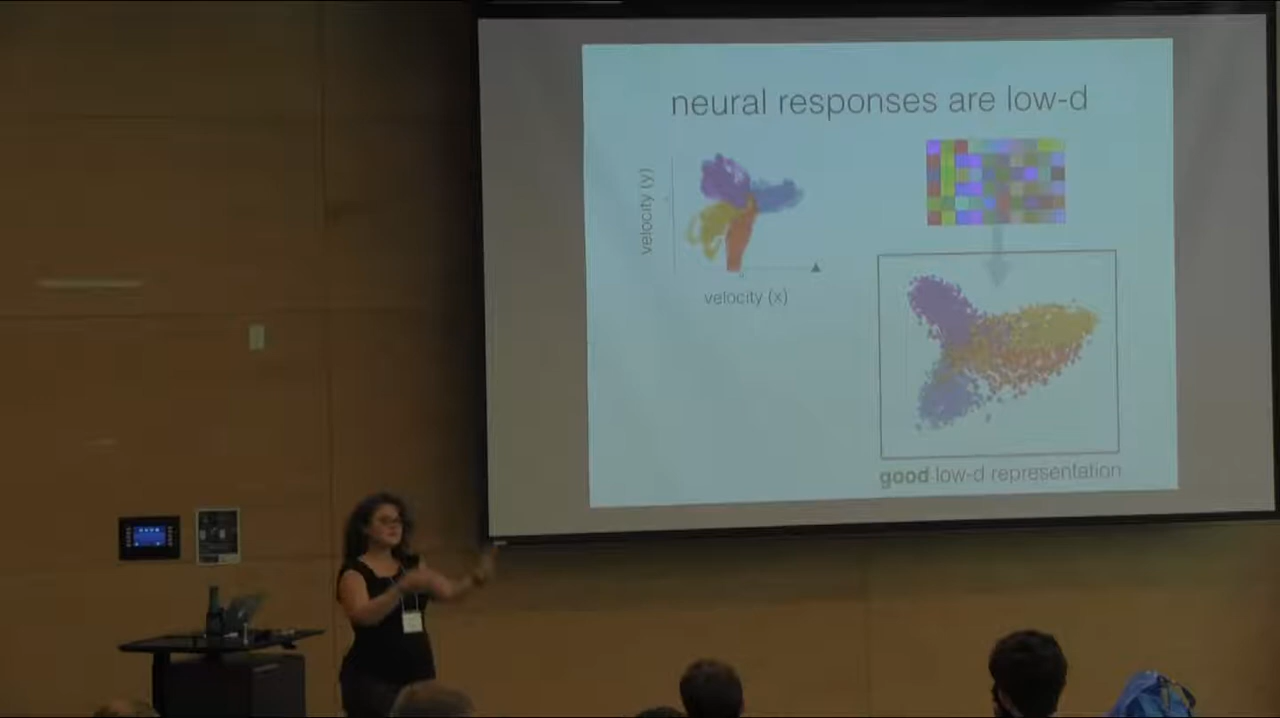 neural responses are low-d
velocity (y)
velocity (x)
good low-d representation